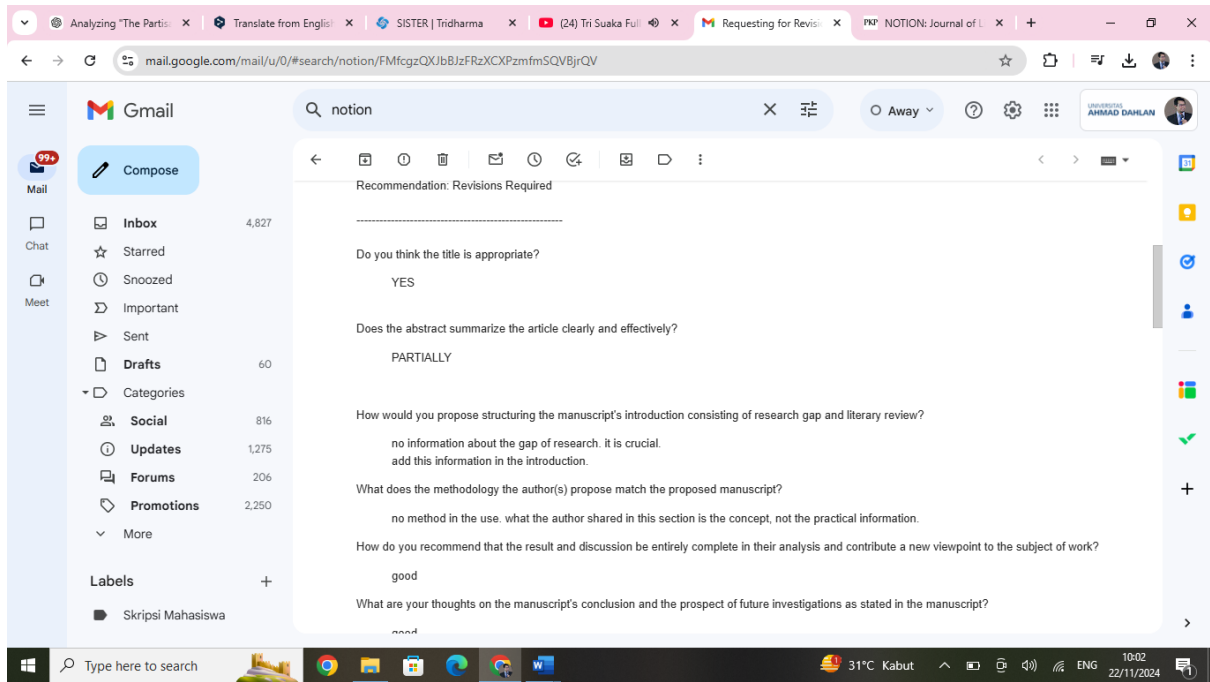 Analyzing "The Partis
Translate from English
SISTER | Tridharma
(24) Tri Suaka Full
Requesting for Revisi
PKP NOTION: Journal of L
mail.google.com/mail/u/0/#search/notion/FMfcgzQXJbBJzFRzXCXPzmfmSQVBjrQV
Gmail
notion
Away
UNIVERSITAS
AHMAD DAHLAN
99+
Mail
Chat
Meet
Compose
Inbox 4,827
Starred
Snoozed
Important
Sent
Drafts 60
Categories
Social 816
Updates 1,275
Forums 206
Promotions 2,250
More
Labels
Skripsi Mahasiswa
Recommendation: Revisions Required
------------------------------------------------------
Do you think the title is appropriate?
YES
Does the abstract summarize the article clearly and effectively?
PARTIALLY
How would you propose structuring the manuscript's introduction consisting of research gap and literary review?
no information about the gap of research. it is crucial.
add this information in the introduction.
What does the methodology the author(s) propose match the proposed manuscript?
no method in the use. what the author shared in this section is the concept, not the practical information.
How do you recommend that the result and discussion be entirely complete in their analysis and contribute a new viewpoint to the subject of work?
good
What are your thoughts on the manuscript's conclusion and the prospect of future investigations as stated in the manuscript?
good
31
Type here to search
31°C Kabut
ENG
10:02
22/11/2024
1